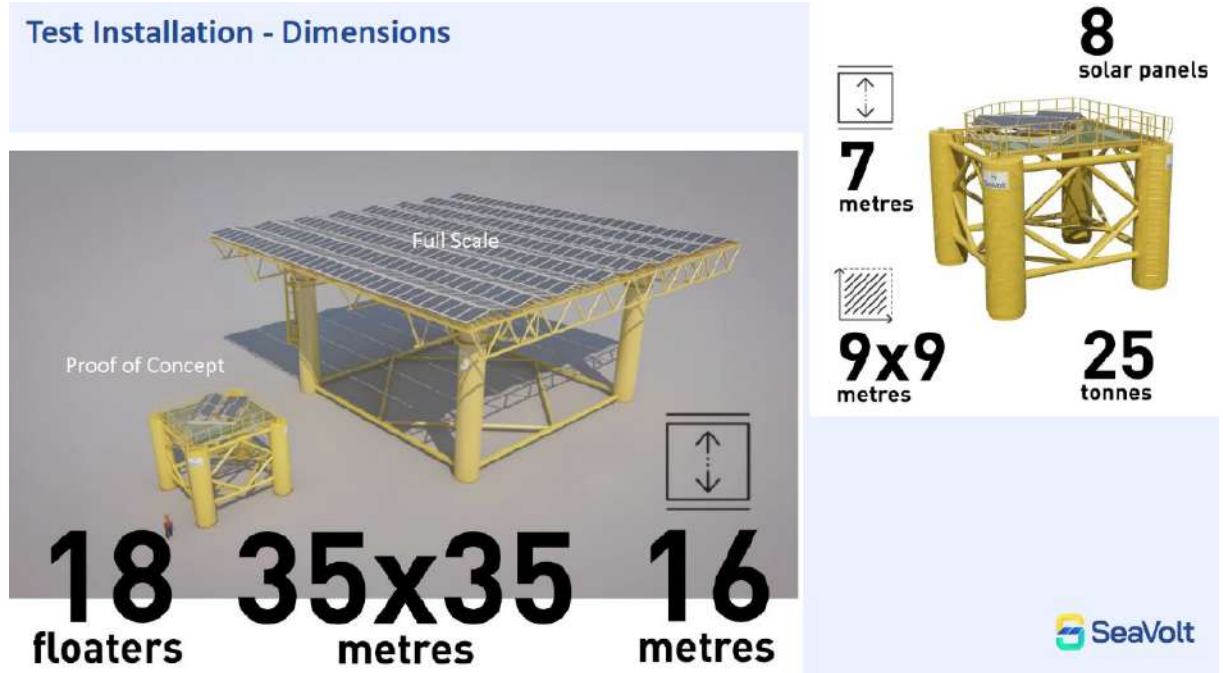 Test Installation - Dimensions
Full Scale
Proof of Concept
18
floaters
35x35
metres
16
metres
8
solar panels
7
metres
SeaVolt
9x9
metres
25
tonnes
SeaVolt